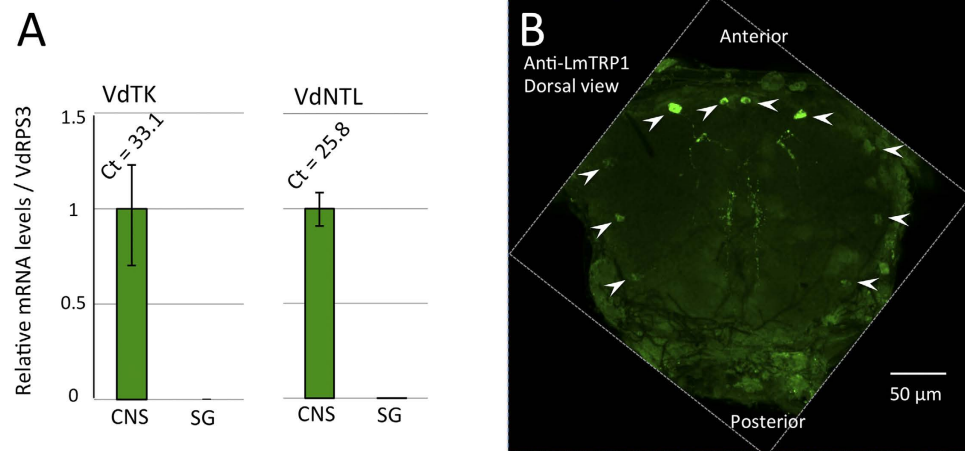 A
Relative mRNA levels / VdRPS3
VdTK
1.5
1
0.5
0
Ct = 33.1
CNS
SG
VdNTL
Ct = 25.8
CNS
SG
B
Anti-LmTRP1
Dorsal view
Anterior
Posterior
50 µm